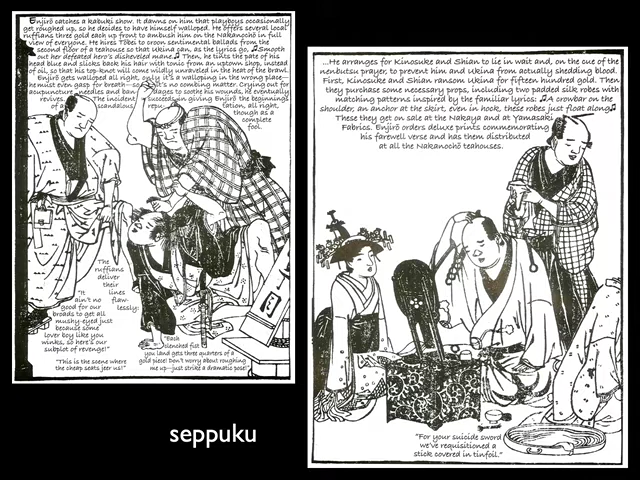 Enjirō catches a kabuki show. It dawns on him that playboys occasionally
get roughed up, so he decides to have himself walloped. He offers several local
ruffians three gold each up front to ambush him on the Nakanochō in full
view of everyone. He hires Tōbei to croon sentimental ballads from the
second floor of a teahouse so that Ukina can, as the lyrics go, ♫Smooth
out her defeated hero's disheveled mane.♫ Then, he tints the pate of his
head blue and slicks back his hair with tonic from an uptown shop, instead
of oil, so that his top-knot will come wildly unraveled in the heat of the brawl.
Enjirō gets walloped all right, only it's a walloping in the wrong place—
he must even gasp for breath—so it's no combing matter. Crying out for
acupuncture needles and bandages to soothe his wounds, he eventually
revives. The incident succeeds in giving Enjirō the beginnings
of a scandalous reputation, all right,
though as a
complete
fool.
The
ruffians
deliver
their
lines
flaw-
lessly:
"It
ain't no
good for our
broads to get all
mushy-eyed just
because some
lover boy like you
winks, so here's our
subplot of revenge!"
"This is the scene where
the cheap seats jeer us!"
"Each
clenched fist
you land gets three quarters of a
gold piece! Don't worry about roughing
me up—just strike a dramatic pose!"
...He arranges for Kinosuke and Shian to lie in wait and, on the cue of the
nenbutsu prayer, to prevent him and Ukina from actually shedding blood.
First, Kinosuke and Shian ransom Ukina for fifteen hundred gold. Then
they purchase some necessary props, including two padded silk robes with
matching patterns inspired by the familiar lyrics: ♫A crowbar on the
shoulder, an anchor at the skirt, even in hock, these robes just float along♫
These they get on sale at the Nakaya and at Yamasaki
Fabrics. Enjirō orders deluxe prints commemorating
his farewell verse and has them distributed
at all the Nakanochō teahouses.
"For your suicide sword
we've requisitioned a
stick covered in tinfoil."
seppuku